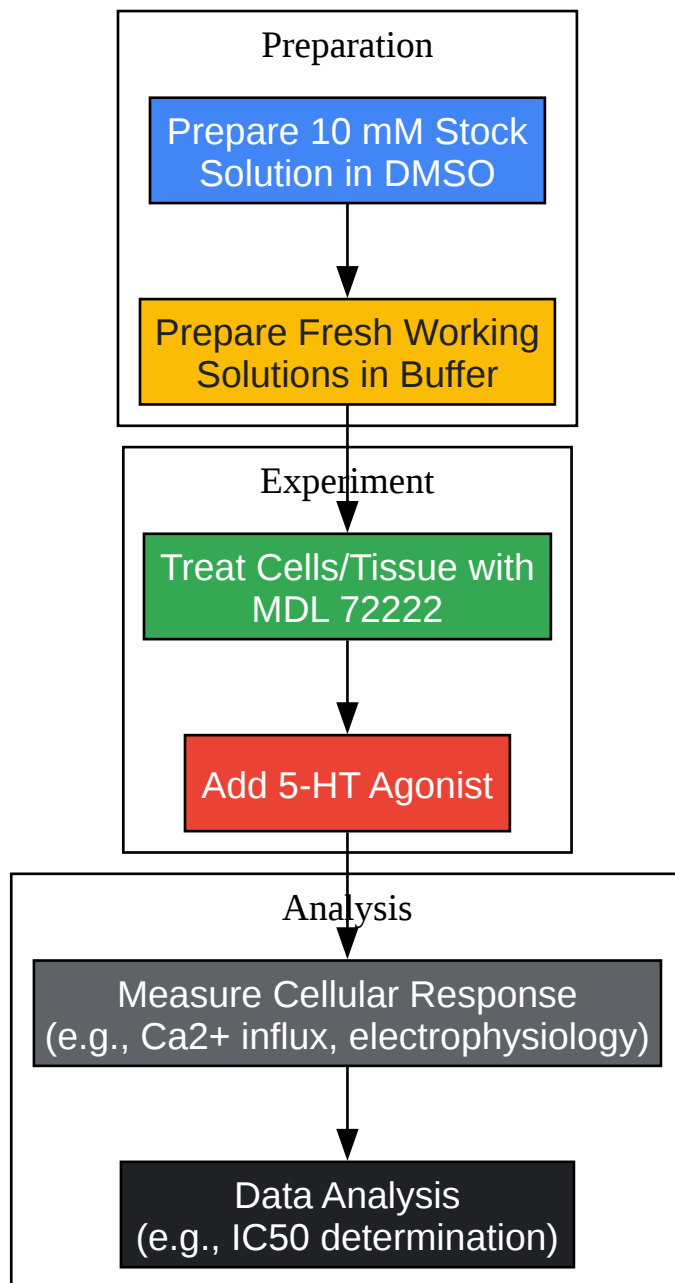 Preparation
Prepare 10 mM Stock
Solution in DMSO
Prepare Fresh Working
Solutions in Buffer
Experiment
Treat Cells/Tissue with
MDL 72222
Add 5-HT Agonist
Analysis
Measure Cellular Response
(e.g., Ca2+ influx, electrophysiology)
Data Analysis
(e.g., IC50 determination)